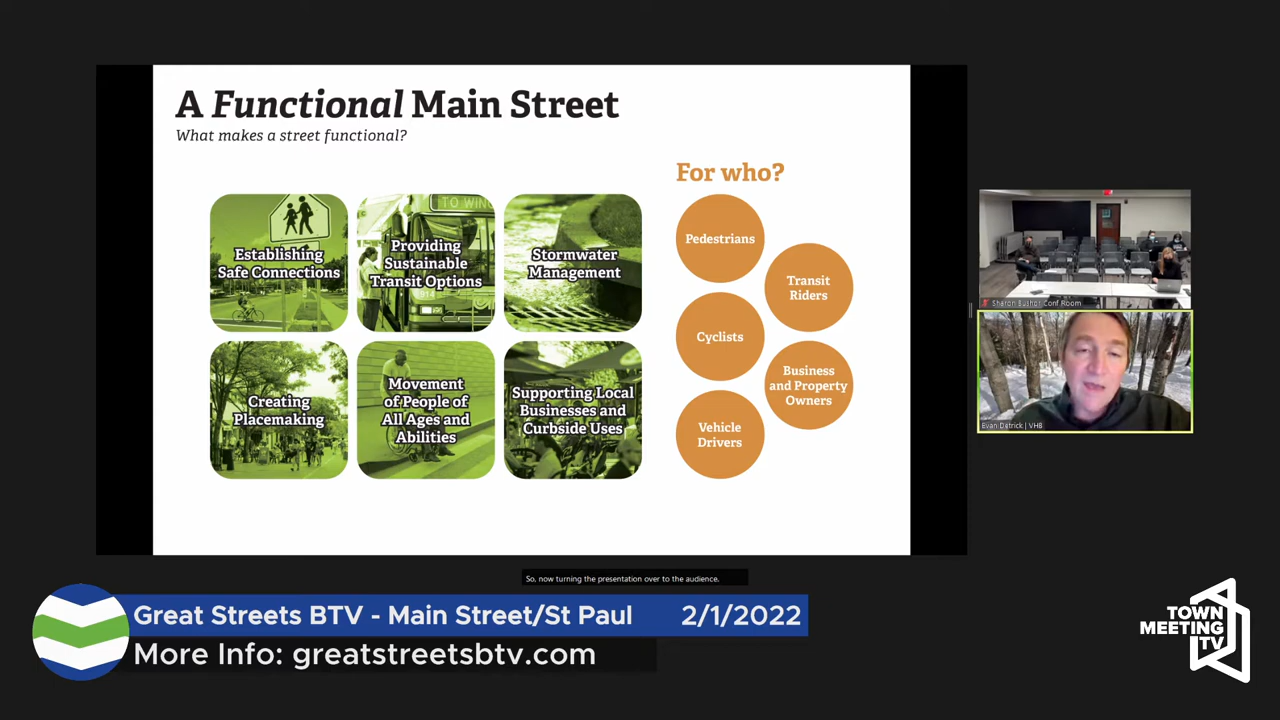 A Functional Main Street
What makes a street functional?
For who?
Establishing
Safe Connections
TO WINO
Providing
Sustainable
Transit Options
Stormwater
Management
Creating
Placemaking
Movement
of People of
All Ages and
Abilities
Supporting Local
Businesses and
Curbside Uses
Pedestrians
Transit
Riders
Cyclists
Business
and Property
Owners
Vehicle
Drivers
Sharon Bushor Conf Room
Evan Detrick | VHB
So, now turning the presentation over to the audience.
Great Streets BTV - Main Street/St Paul 2/1/2022
More Info: greatstreetsbtv.com
TOWN
MEETING
TV